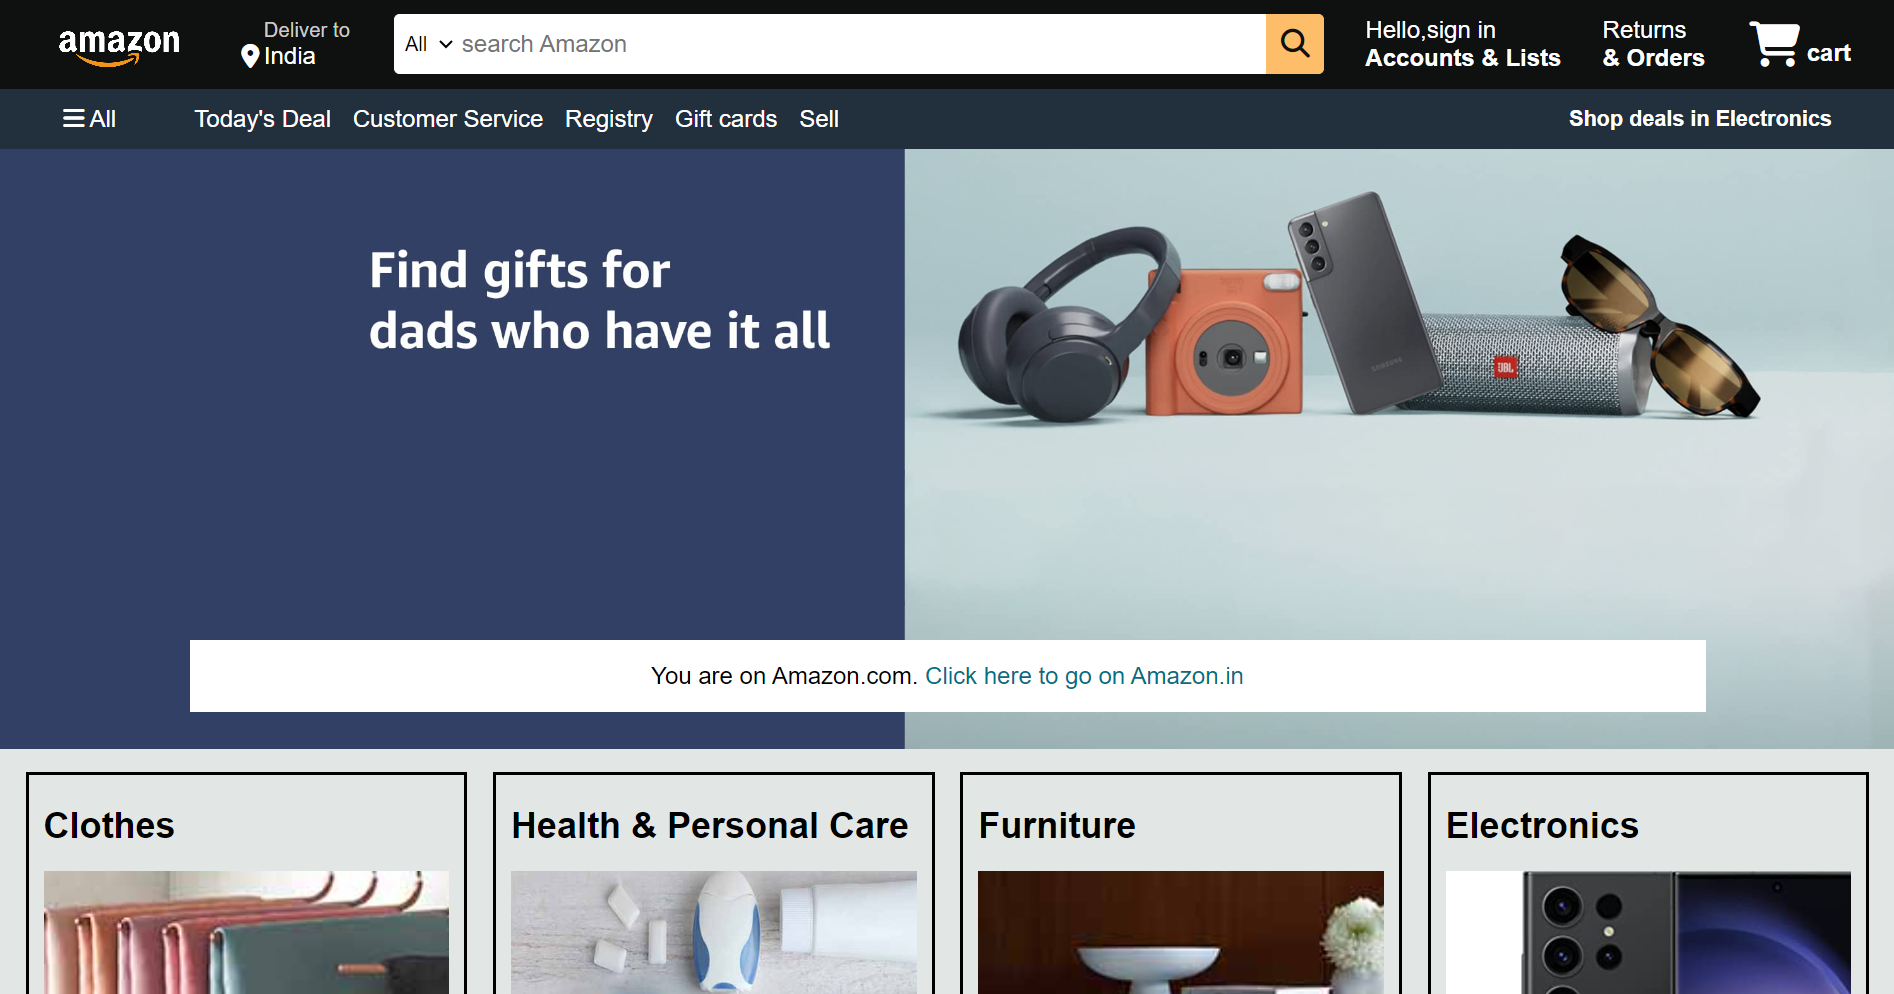 amazon
Deliver to
India
All
search Amazon
Hello,sign in
Accounts & Lists
Returns
& Orders
cart
All
Today's Deal
Customer Service
Registry
Gift cards
Sell
Shop deals in Electronics
Find gifts for
dads who have it all
SAMSUNG
JBL
You are on Amazon.com. Click here to go on Amazon.in
Clothes
Health & Personal Care
Furniture
Electronics